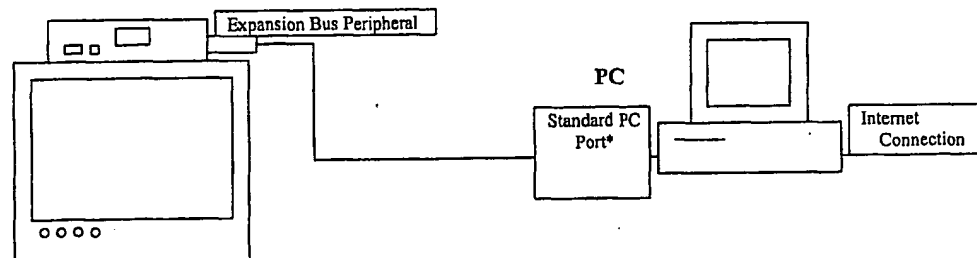 Expansion Bus Peripheral
PC
Standard PC
Port*
Internet
Connection